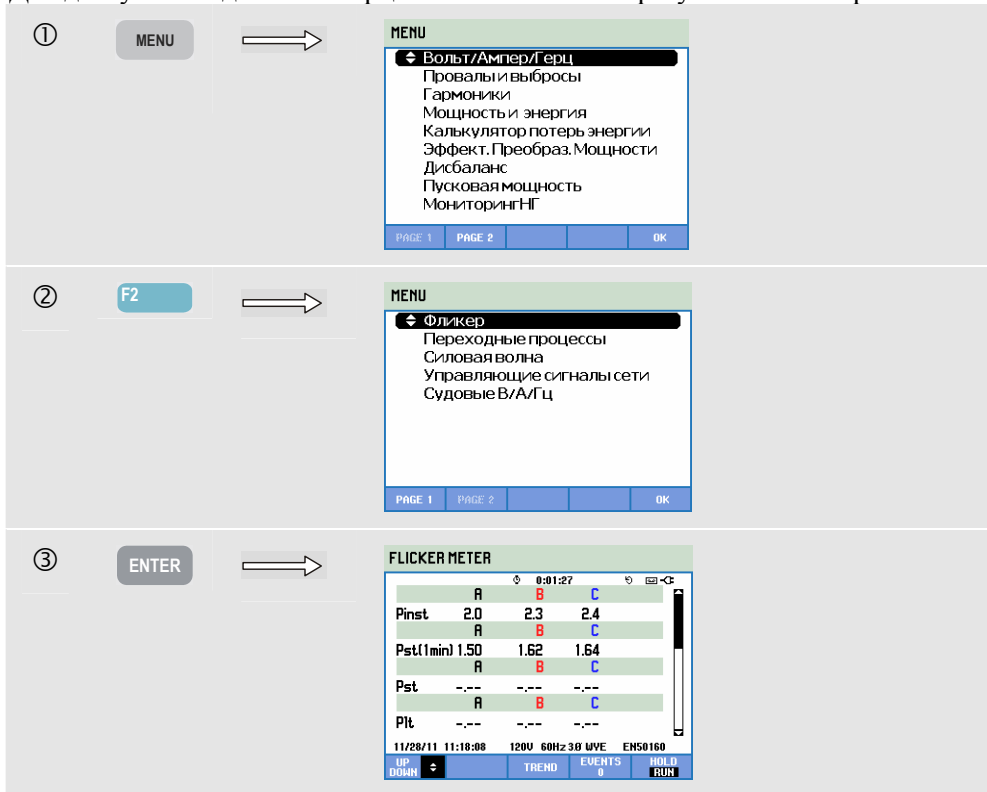 ①
MENU
MENU
Вольт/Ампер/Герц
Провалы и выбросы
Гармоники
Мощность и энергия
Калькулятор потерь энергии
Эффект. Преобраз. Мощности
Дисбаланс
Пусковая мощность
МониторингНГ
PAGE 1 PAGE 2 OK
②
F2
MENU
Фликер
Переходные процессы
Силовая волна
Управляющие сигналы сети
Судовые В/А/Гц
PAGE 1 PAGE 2 OK
③
ENTER
FLICKER METER
0:01:27
A B C
Pinst 2.0 2.3 2.4
A B C
Pst(1min) 1.50 1.62 1.64
A B C
Pst -.-- -.-- -.--
A B C
Plt -.-- -.-- -.--
11/28/11 11:18:08 120V 60Hz 3Ø WYE EN50160
UP DOWN TREND EVENTS 0 HOLD RUN